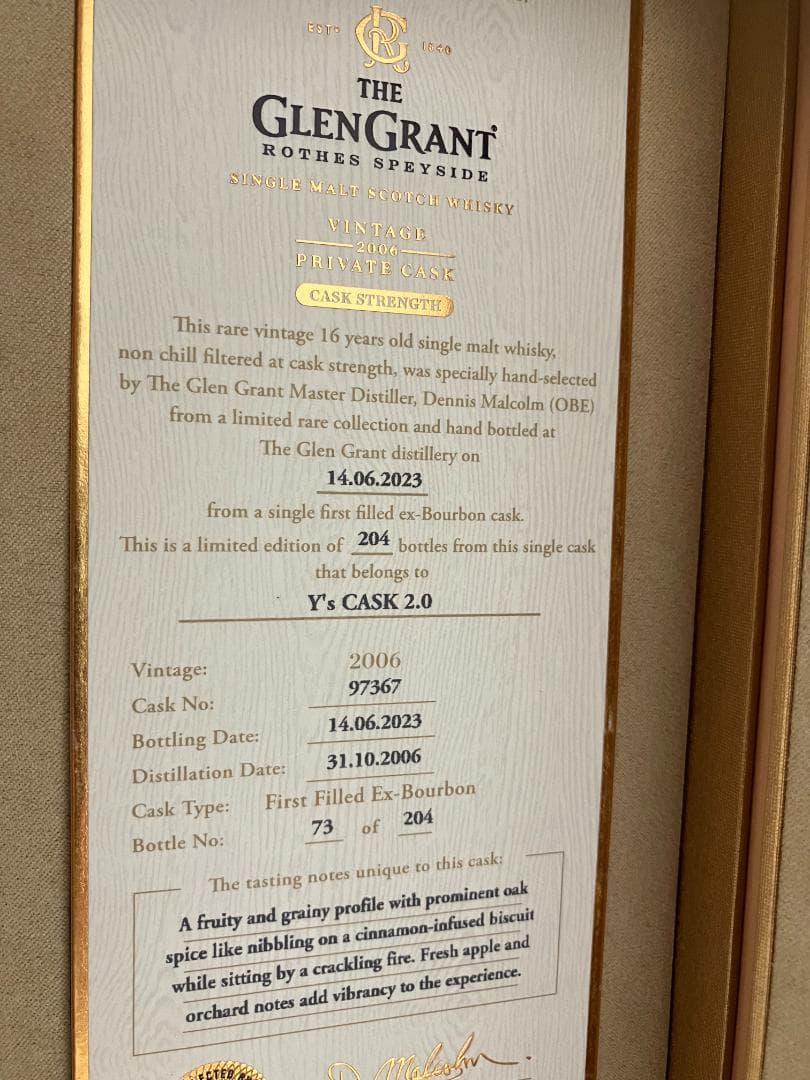 ESTD 1840
THE
GLENGRANT
ROTHES SPEYSIDE
SINGLE MALT SCOTCH WHISKY
VINTAGE
2006
PRIVATE CASK
CASK STRENGTH
This rare vintage 16 years old single malt whisky,
non chill filtered at cask strength, was specially hand-selected
by The Glen Grant Master Distiller, Dennis Malcolm (OBE)
from a limited rare collection and hand bottled at
The Glen Grant distillery on
14.06.2023
from a single first filled ex-Bourbon cask.
This is a limited edition of 204 bottles from this single cask
that belongs to
Y's CASK 2.0
Vintage: 2006
Cask No: 97367
Bottling Date: 14.06.2023
Distillation Date: 31.10.2006
Cask Type: First Filled Ex-Bourbon
Bottle No: 73 of 204
The tasting notes unique to this cask:
A fruity and grainy profile with prominent oak
spice like nibbling on a cinnamon-infused biscuit
while sitting by a crackling fire. Fresh apple and
orchard notes add vibrancy to the experience.
D. Malcolm